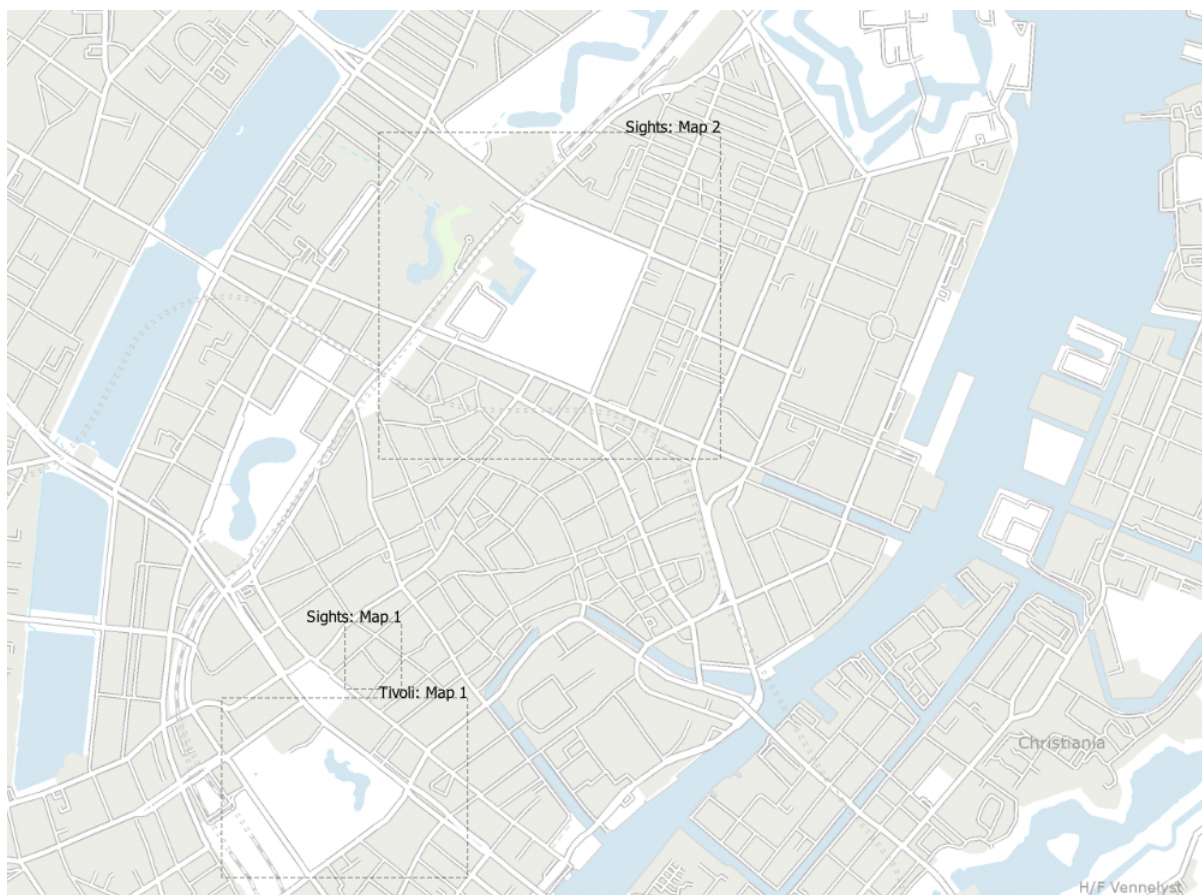 Sights: Map 2
Sights: Map 1
Tivoli: Map 1
Christiania
H/F Vennelyst